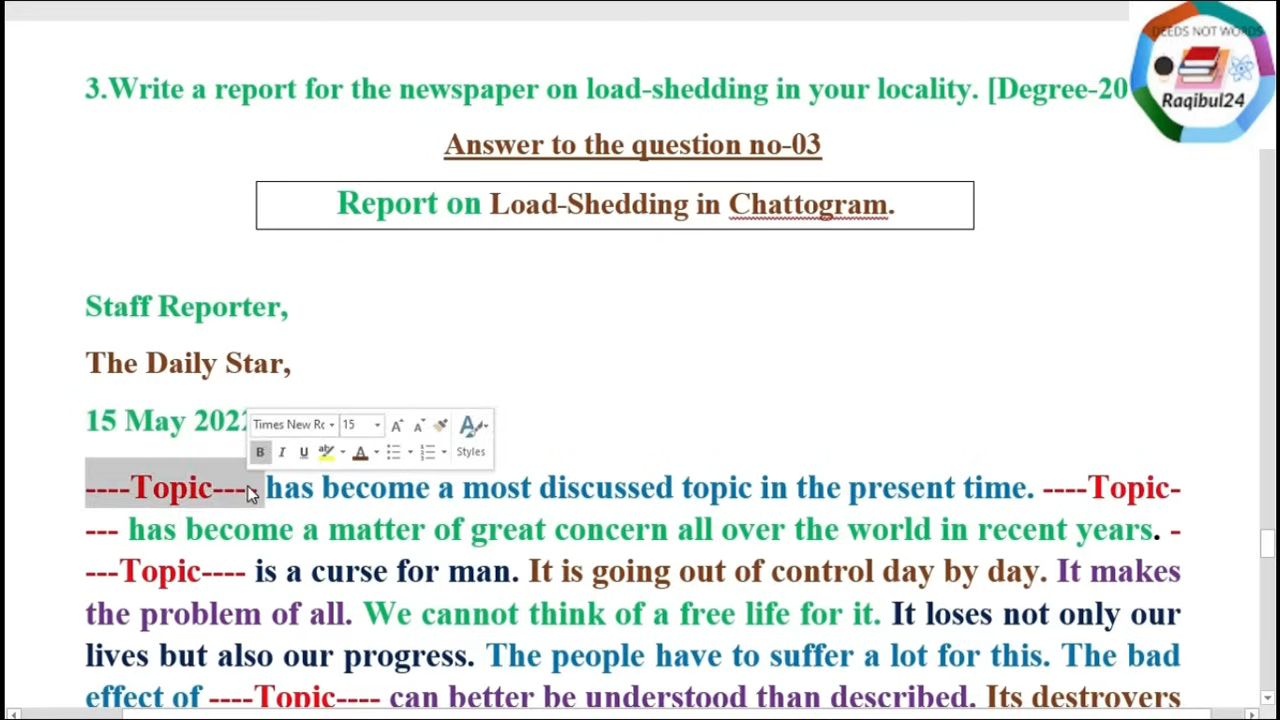 DEEDS NOT WORDS
Raqibul24
3.Write a report for the newspaper on load-shedding in your locality. [Degree-20
Answer to the question no-03
Report on Load-Shedding in Chattogram.
Staff Reporter,
The Daily Star,
15 May 2022
Times New Ro 15
B I U Styles
----Topic---- has become a most discussed topic in the present time. ----Topic-
--- has become a matter of great concern all over the world in recent years. -
---Topic---- is a curse for man. It is going out of control day by day. It makes
the problem of all. We cannot think of a free life for it. It loses not only our
lives but also our progress. The people have to suffer a lot for this. The bad
effect of ----Topic---- can better be understood than described. Its destroyers